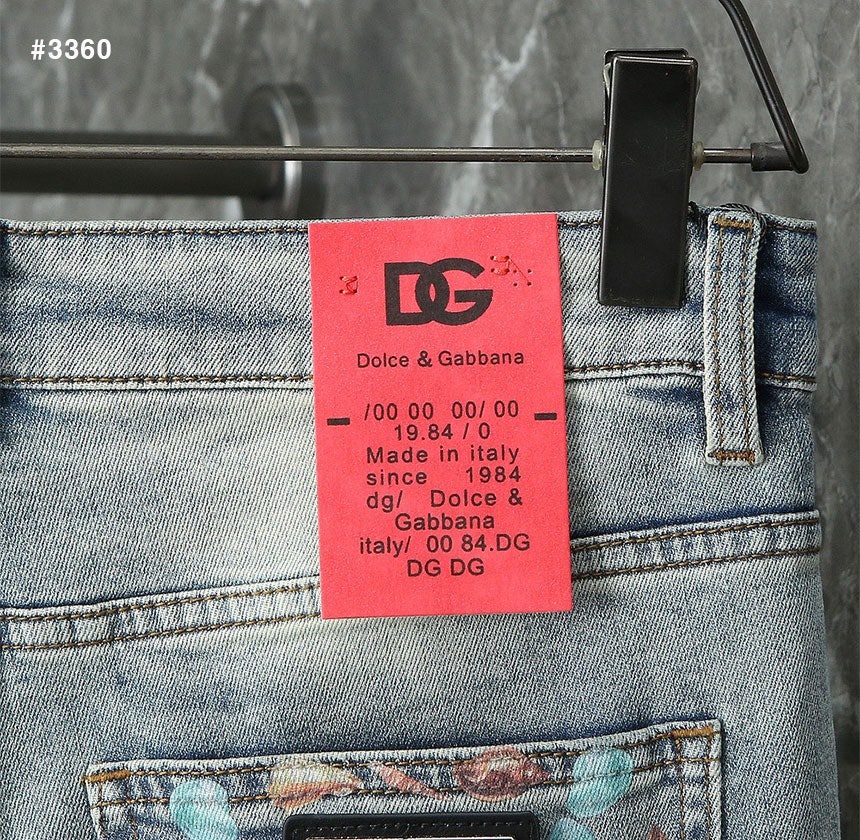 #3360
DG
Dolce & Gabbana
/00 00 00/ 00
19.84 / 0
Made in italy
since 1984
dg/ Dolce &
Gabbana
italy/ 00 84.DG
DG DG